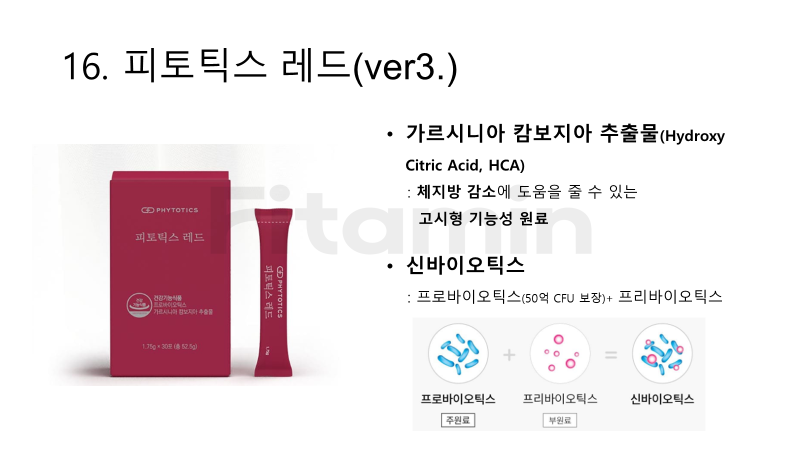 16. 피토틱스 레드(ver3.)
• 가르시니아 캄보지아 추출물(Hydroxy
Citric Acid, HCA)
: 체지방 감소에 도움을 줄 수 있는
고시형 기능성 원료
• 신바이오틱스
: 프로바이오틱스(50억 CFU 보장)+ 프리바이오틱스
Fitamin
PHYTOTICS
피토틱스 레드
건강기능식품
프로바이오틱스
가르시니아 캄보지아 추출물
1.75g × 30포 (총 52.5g)
PHYTOTICS
피토틱스 레드
1.75g
+
=
프로바이오틱스
프리바이오틱스
신바이오틱스
주원료
부원료